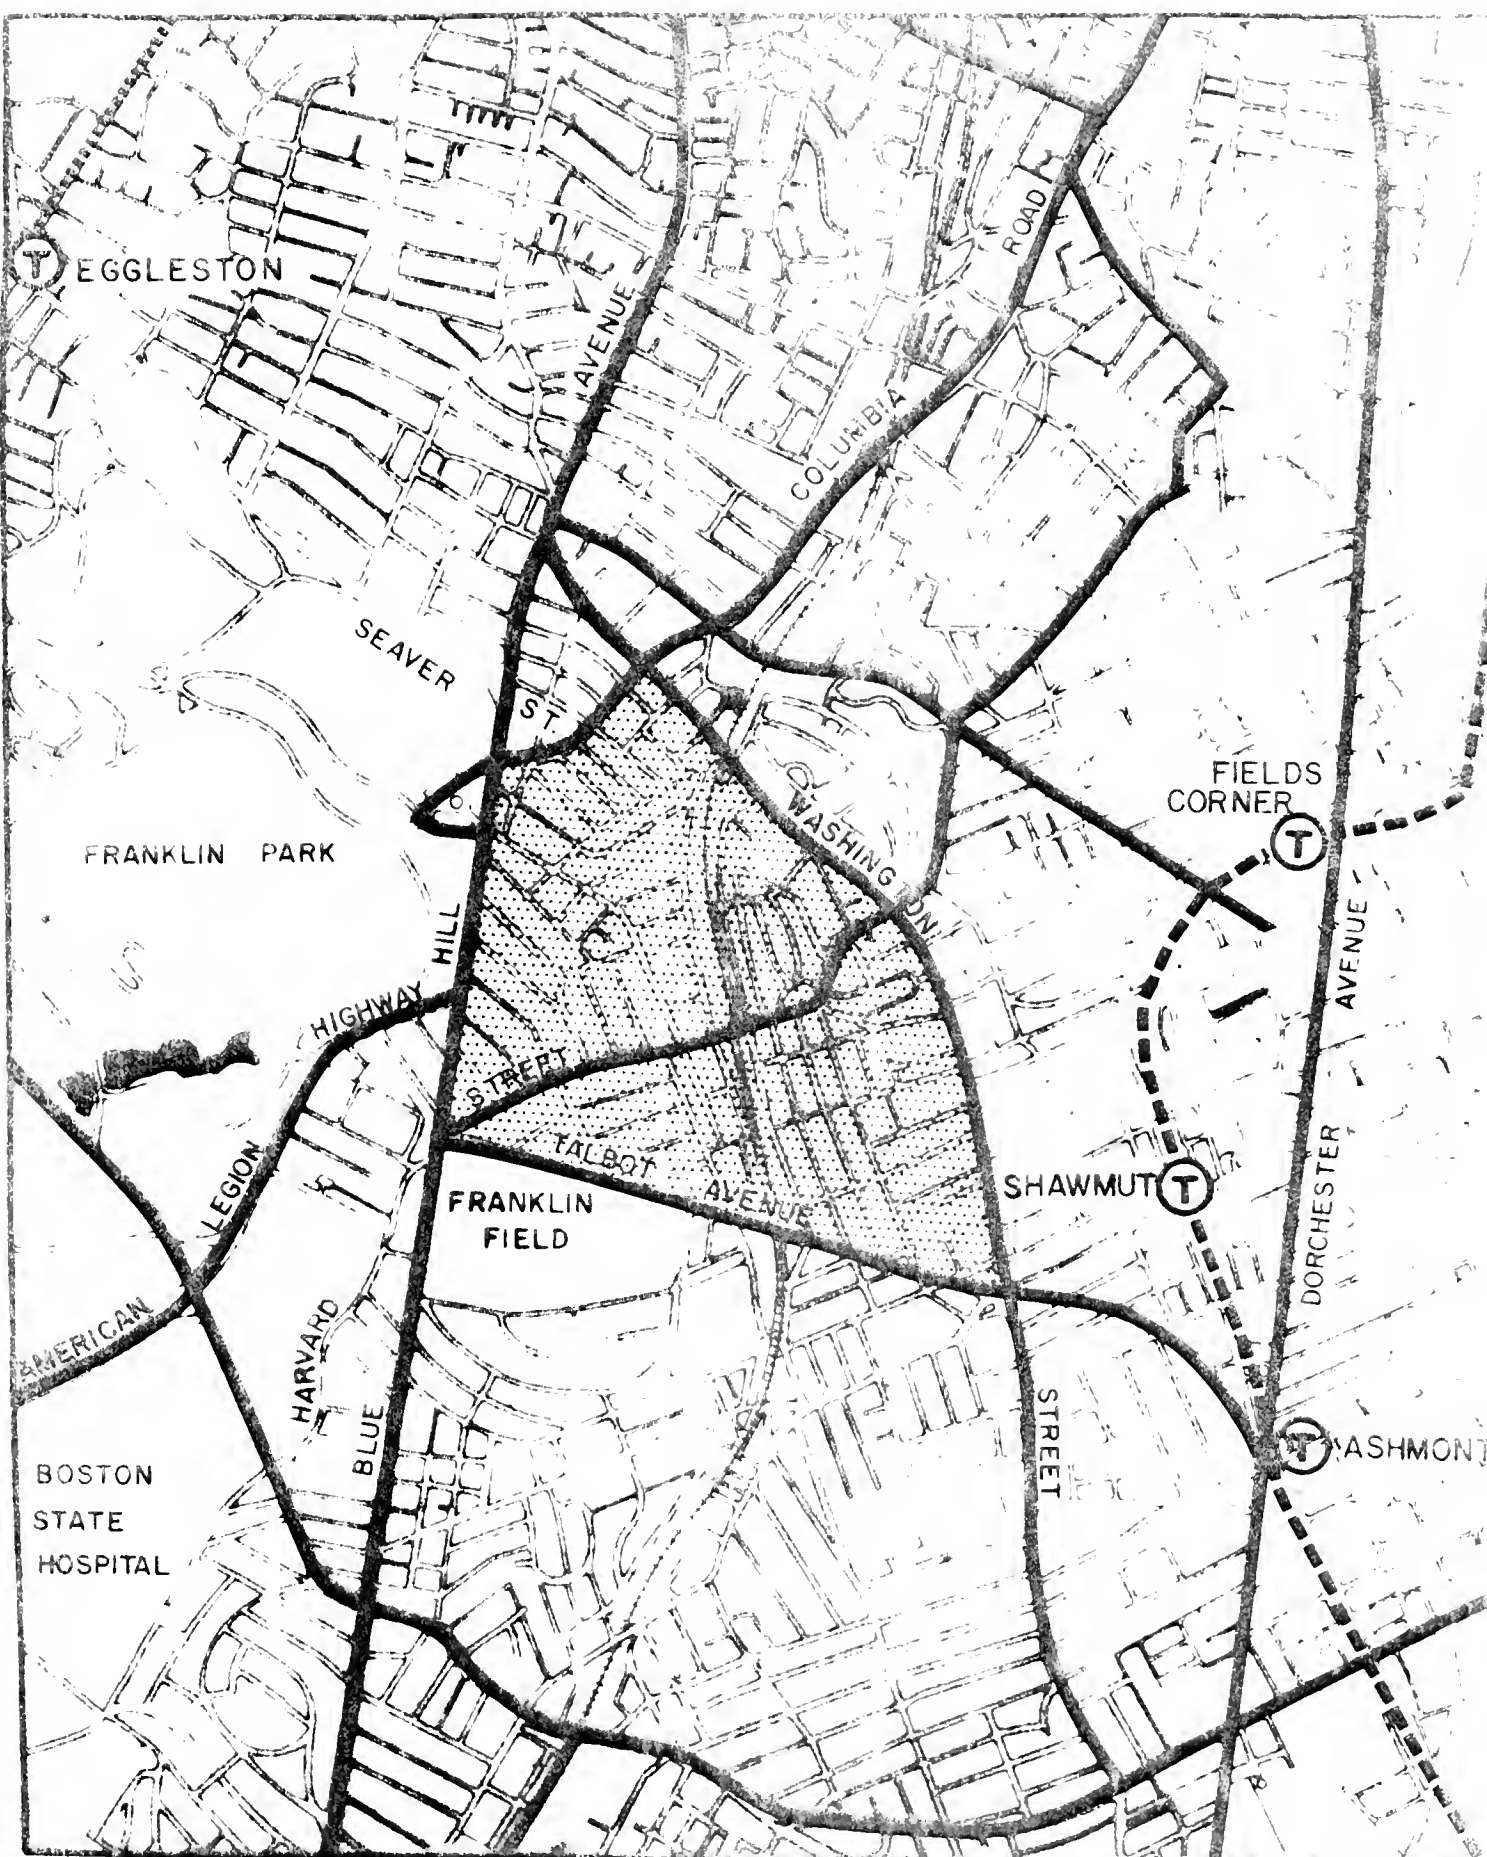 ROAD
T EGGLESTON
AVENUE
COLUMBIA
SEAVER
ST
FIELDS
CORNER
T
WASHINGTON
FRANKLIN PARK
AVENUE
HILL
HIGHWAY
STREET
TALBOT
AVENUE
LEGION
SHAWMUT T
FRANKLIN
FIELD
DORCHESTER
AMERICAN
HARVARD
BLUE
STREET
T ASHMONT
BOSTON
STATE
HOSPITAL